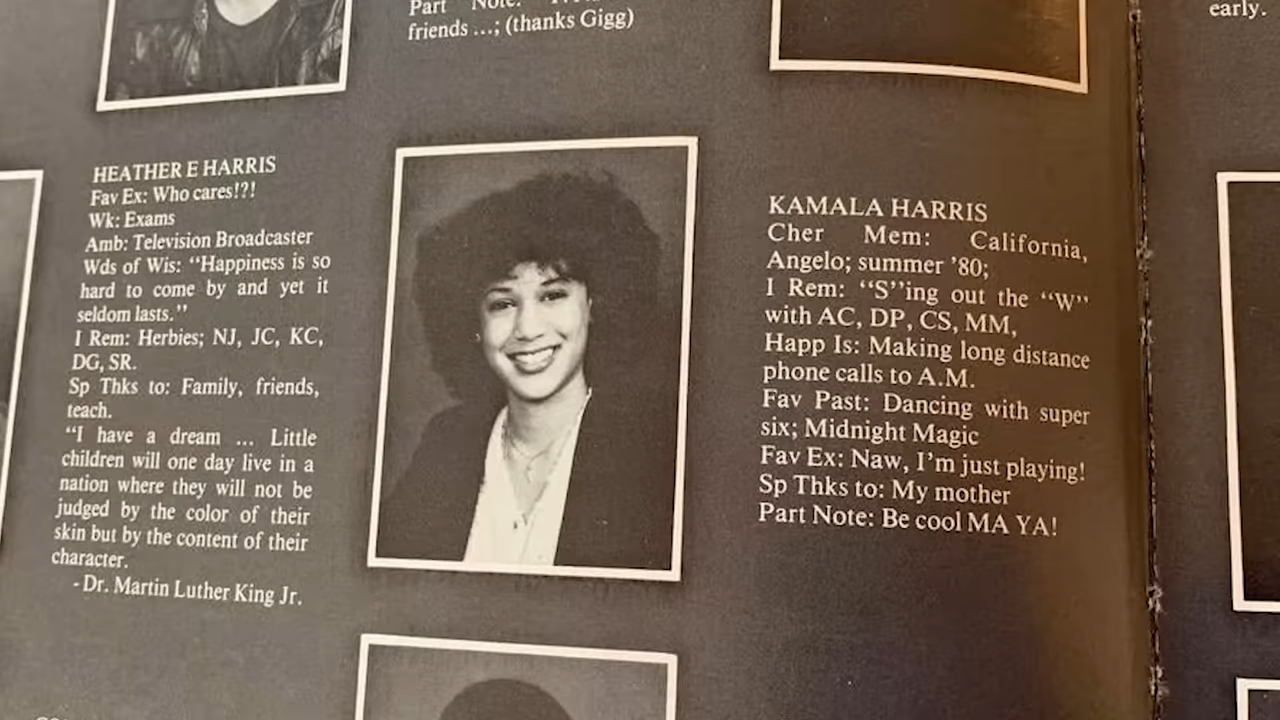 Part Note:
friends ...; (thanks Gigg)
early.
HEATHER E HARRIS
Fav Ex: Who cares!?!
Wk: Exams
Amb: Television Broadcaster
Wds of Wis: “Happiness is so
hard to come by and yet it
seldom lasts.”
I Rem: Herbies; NJ, JC, KC,
DG, SR.
Sp Thks to: Family, friends,
teach.
“I have a dream ... Little
children will one day live in a
nation where they will not be
judged by the color of their
skin but by the content of their
character.
- Dr. Martin Luther King Jr.
KAMALA HARRIS
Cher Mem: California,
Angelo; summer ’80;
I Rem: “S”ing out the “W”
with AC, DP, CS, MM,
Happ Is: Making long distance
phone calls to A.M.
Fav Past: Dancing with super
six; Midnight Magic
Fav Ex: Naw, I’m just playing!
Sp Thks to: My mother
Part Note: Be cool MA YA!